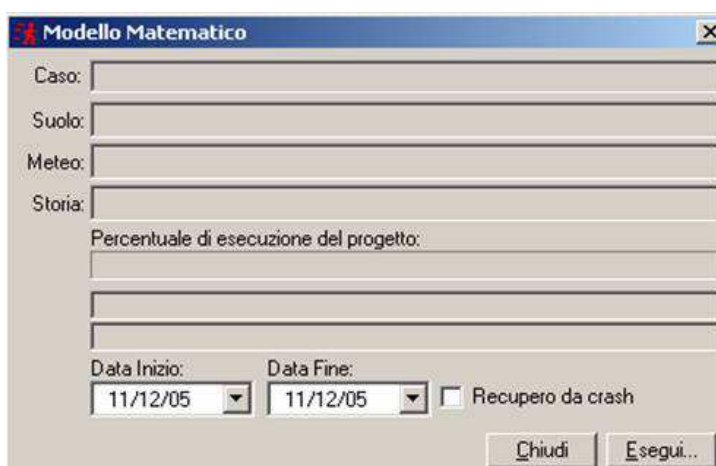 Modello Matematico
Caso:
Suolo:
Meteo:
Storia:
Percentuale di esecuzione del progetto:
Data Inizio: Data Fine:
11/12/05 11/12/05 Recupero da crash
Chiudi Esegui...